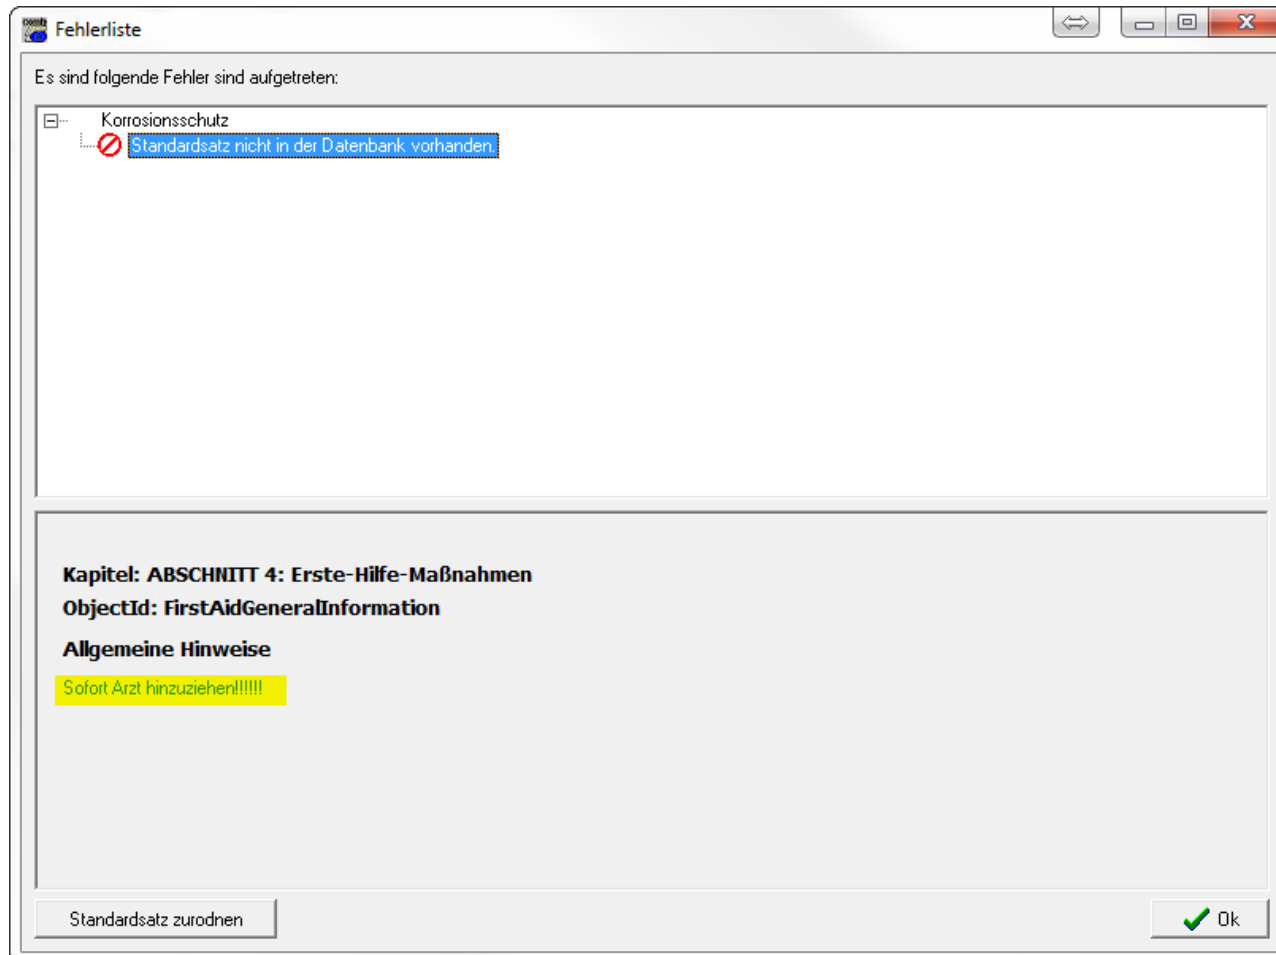 Fehlerliste
Es sind folgende Fehler sind aufgetreten:
Korrosionsschutz
Standardsatz nicht in der Datenbank vorhanden.
Kapitel: ABSCHNITT 4: Erste-Hilfe-Maßnahmen
ObjectId: FirstAidGeneralInformation
Allgemeine Hinweise
Sofort Arzt hinzuziehen!!!!!!
Standardsatz zurodnen
Ok